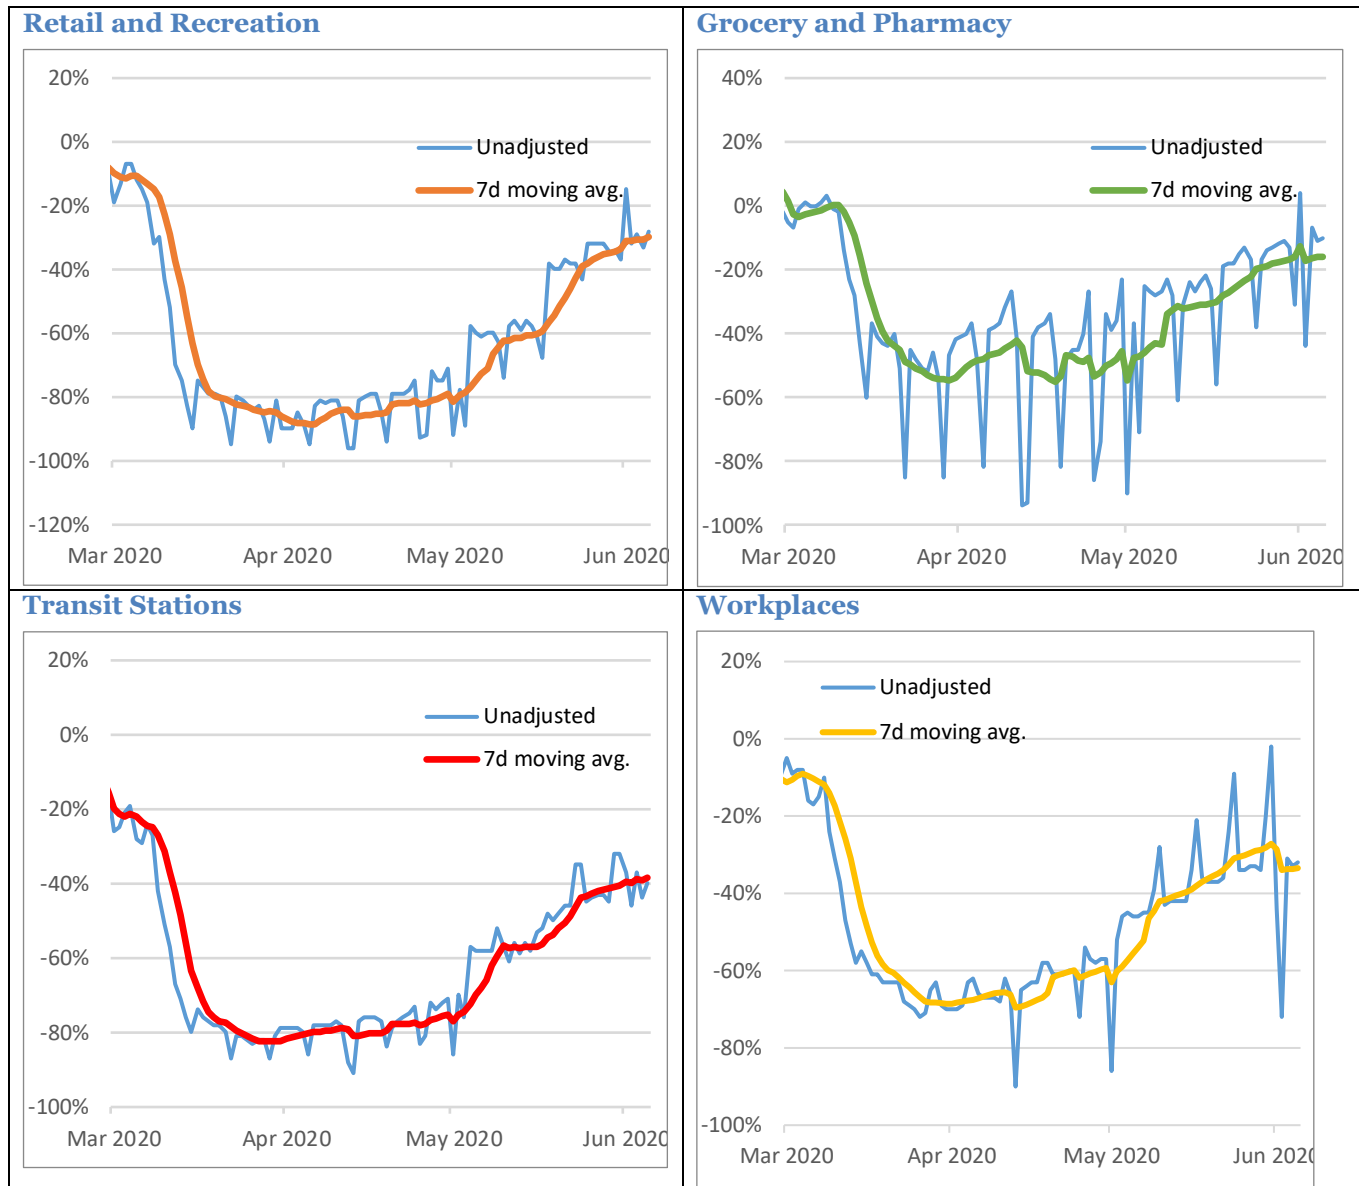 Retail and Recreation
20%
0%
-20%
-40%
-60%
-80%
-100%
-120%
Unadjusted
7d moving avg.
Mar 2020 Apr 2020 May 2020 Jun 2020
Grocery and Pharmacy
40%
20%
0%
-20%
-40%
-60%
-80%
-100%
Unadjusted
7d moving avg.
Mar 2020 Apr 2020 May 2020 Jun 2020
Transit Stations
20%
0%
-20%
-40%
-60%
-80%
-100%
Unadjusted
7d moving avg.
Mar 2020 Apr 2020 May 2020 Jun 2020
Workplaces
20%
0%
-20%
-40%
-60%
-80%
-100%
Unadjusted
7d moving avg.
Mar 2020 Apr 2020 May 2020 Jun 2020